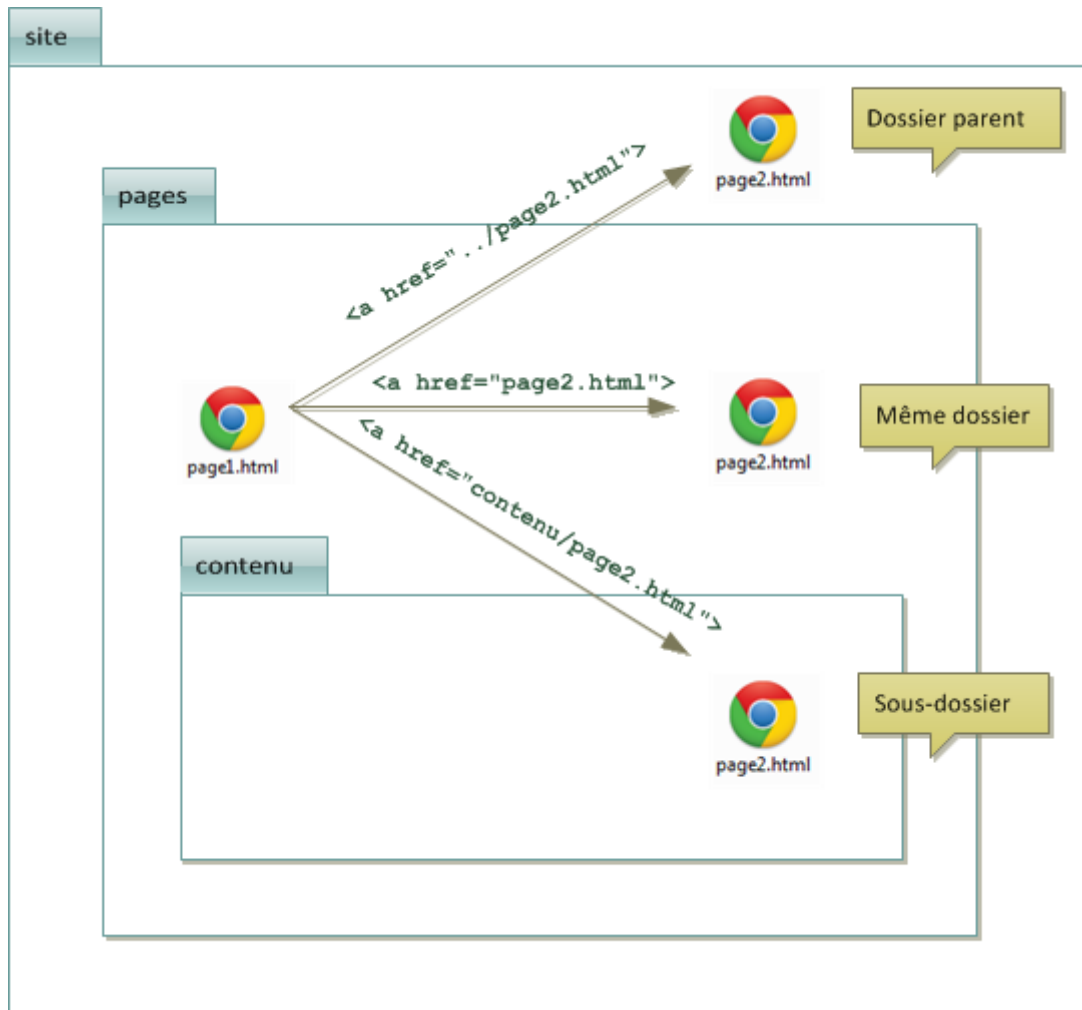 site
Dossier parent
page2.html
pages
<a href="../page2.html">
<a href="page2.html">
Même dossier
page1.html
page2.html
<a href="contenu/page2.html">
contenu
Sous-dossier
page2.html